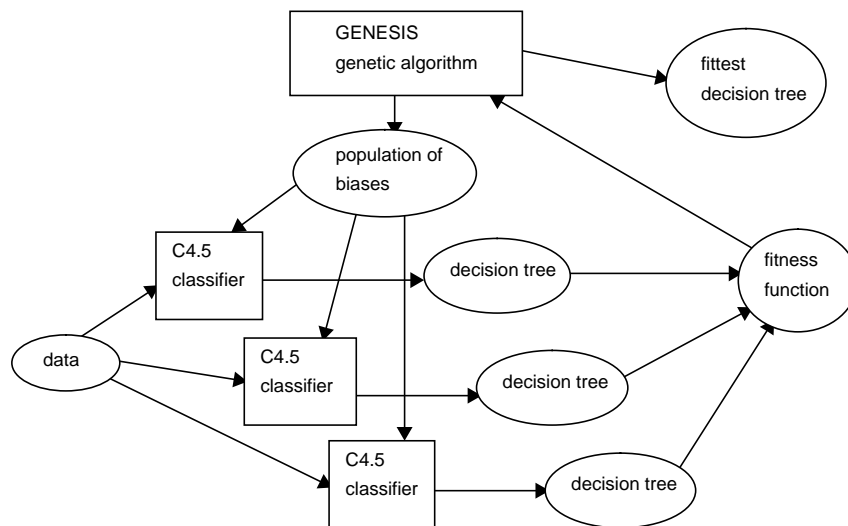 GENESIS
genetic algorithm
fittest
decision tree
population of
biases
C4.5
classifier
decision tree
fitness
function
data
C4.5
classifier
decision tree
C4.5
classifier
decision tree